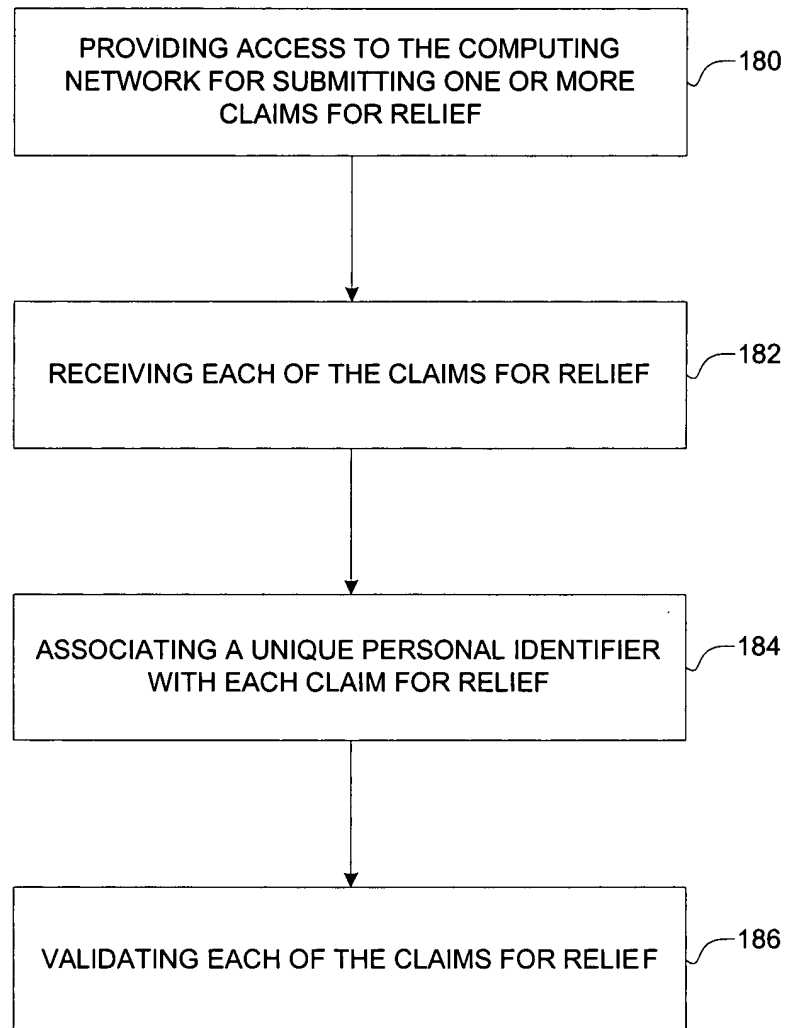 PROVIDING ACCESS TO THE COMPUTING
NETWORK FOR SUBMITTING ONE OR MORE
CLAIMS FOR RELIEF
180
RECEIVING EACH OF THE CLAIMS FOR RELIEF
182
ASSOCIATING A UNIQUE PERSONAL IDENTIFIER
WITH EACH CLAIM FOR RELIEF
184
VALIDATING EACH OF THE CLAIMS FOR RELIEF
186